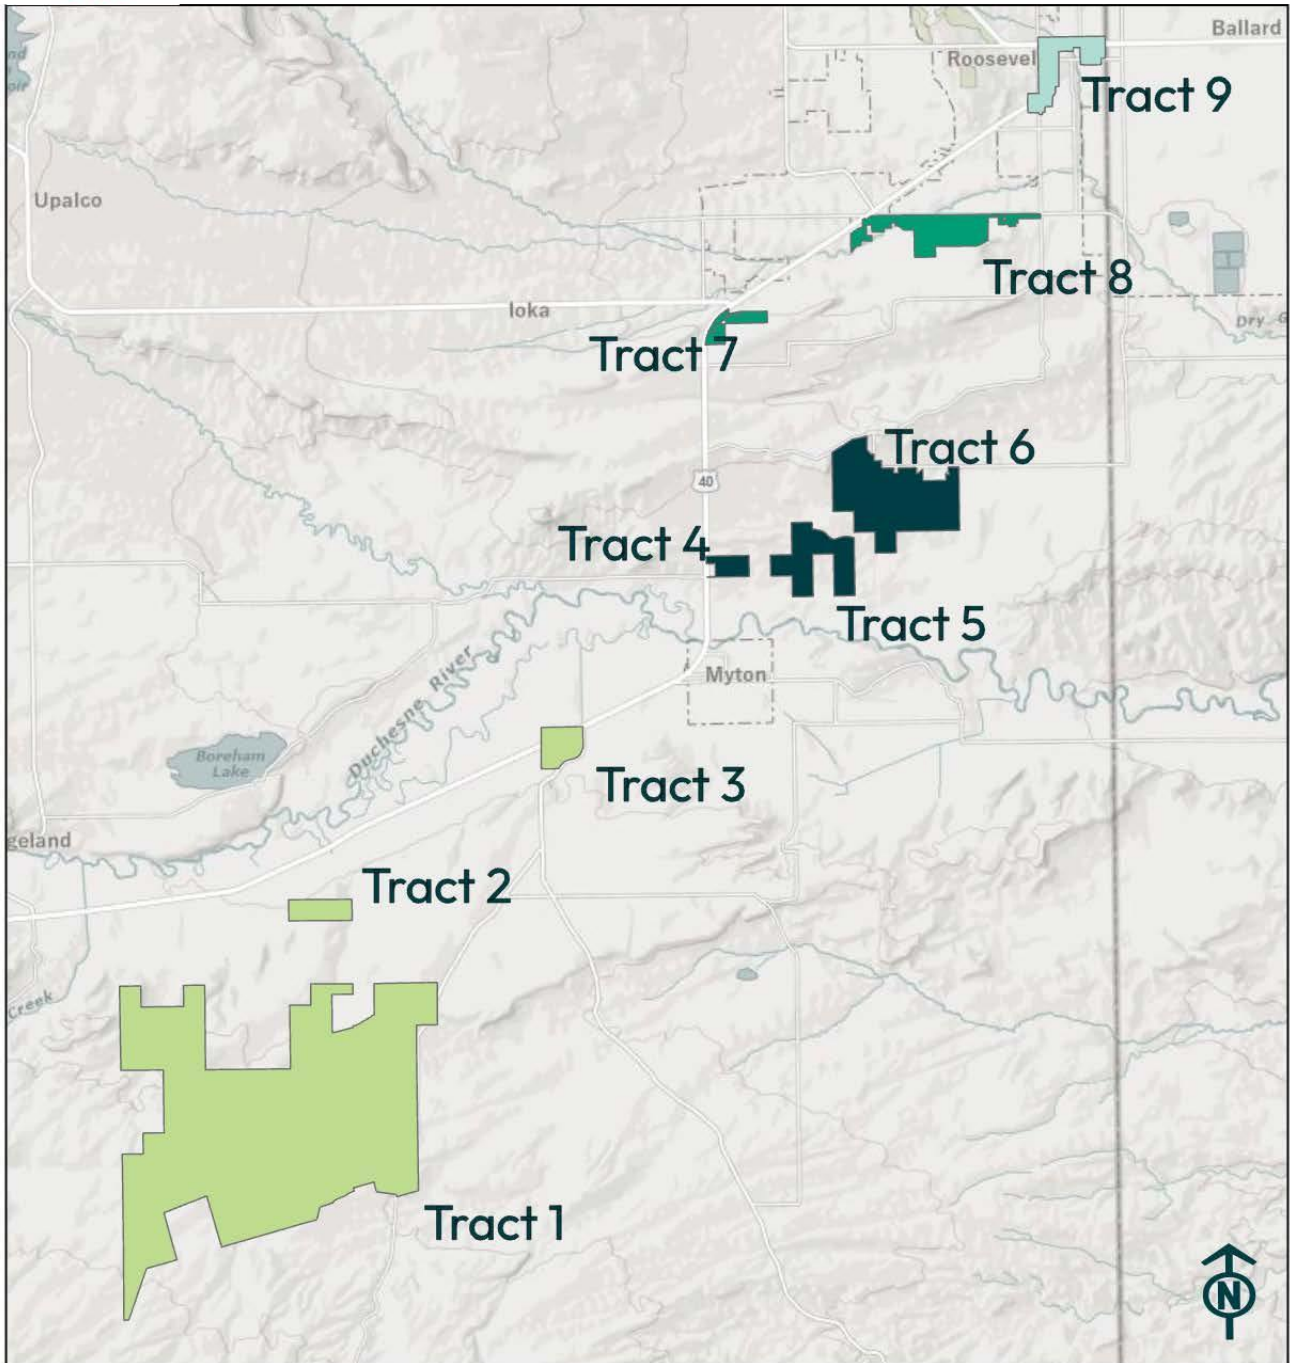 Ballard
Roosevel
Tract 9
Upalco
Tract 8
Ioka
Dry G
Tract 7
Tract 6
40
Tract 4
Tract 5
Myton
Duchesne River
Boreham
Lake
Tract 3
geland
Tract 2
Creek
Tract 1
N